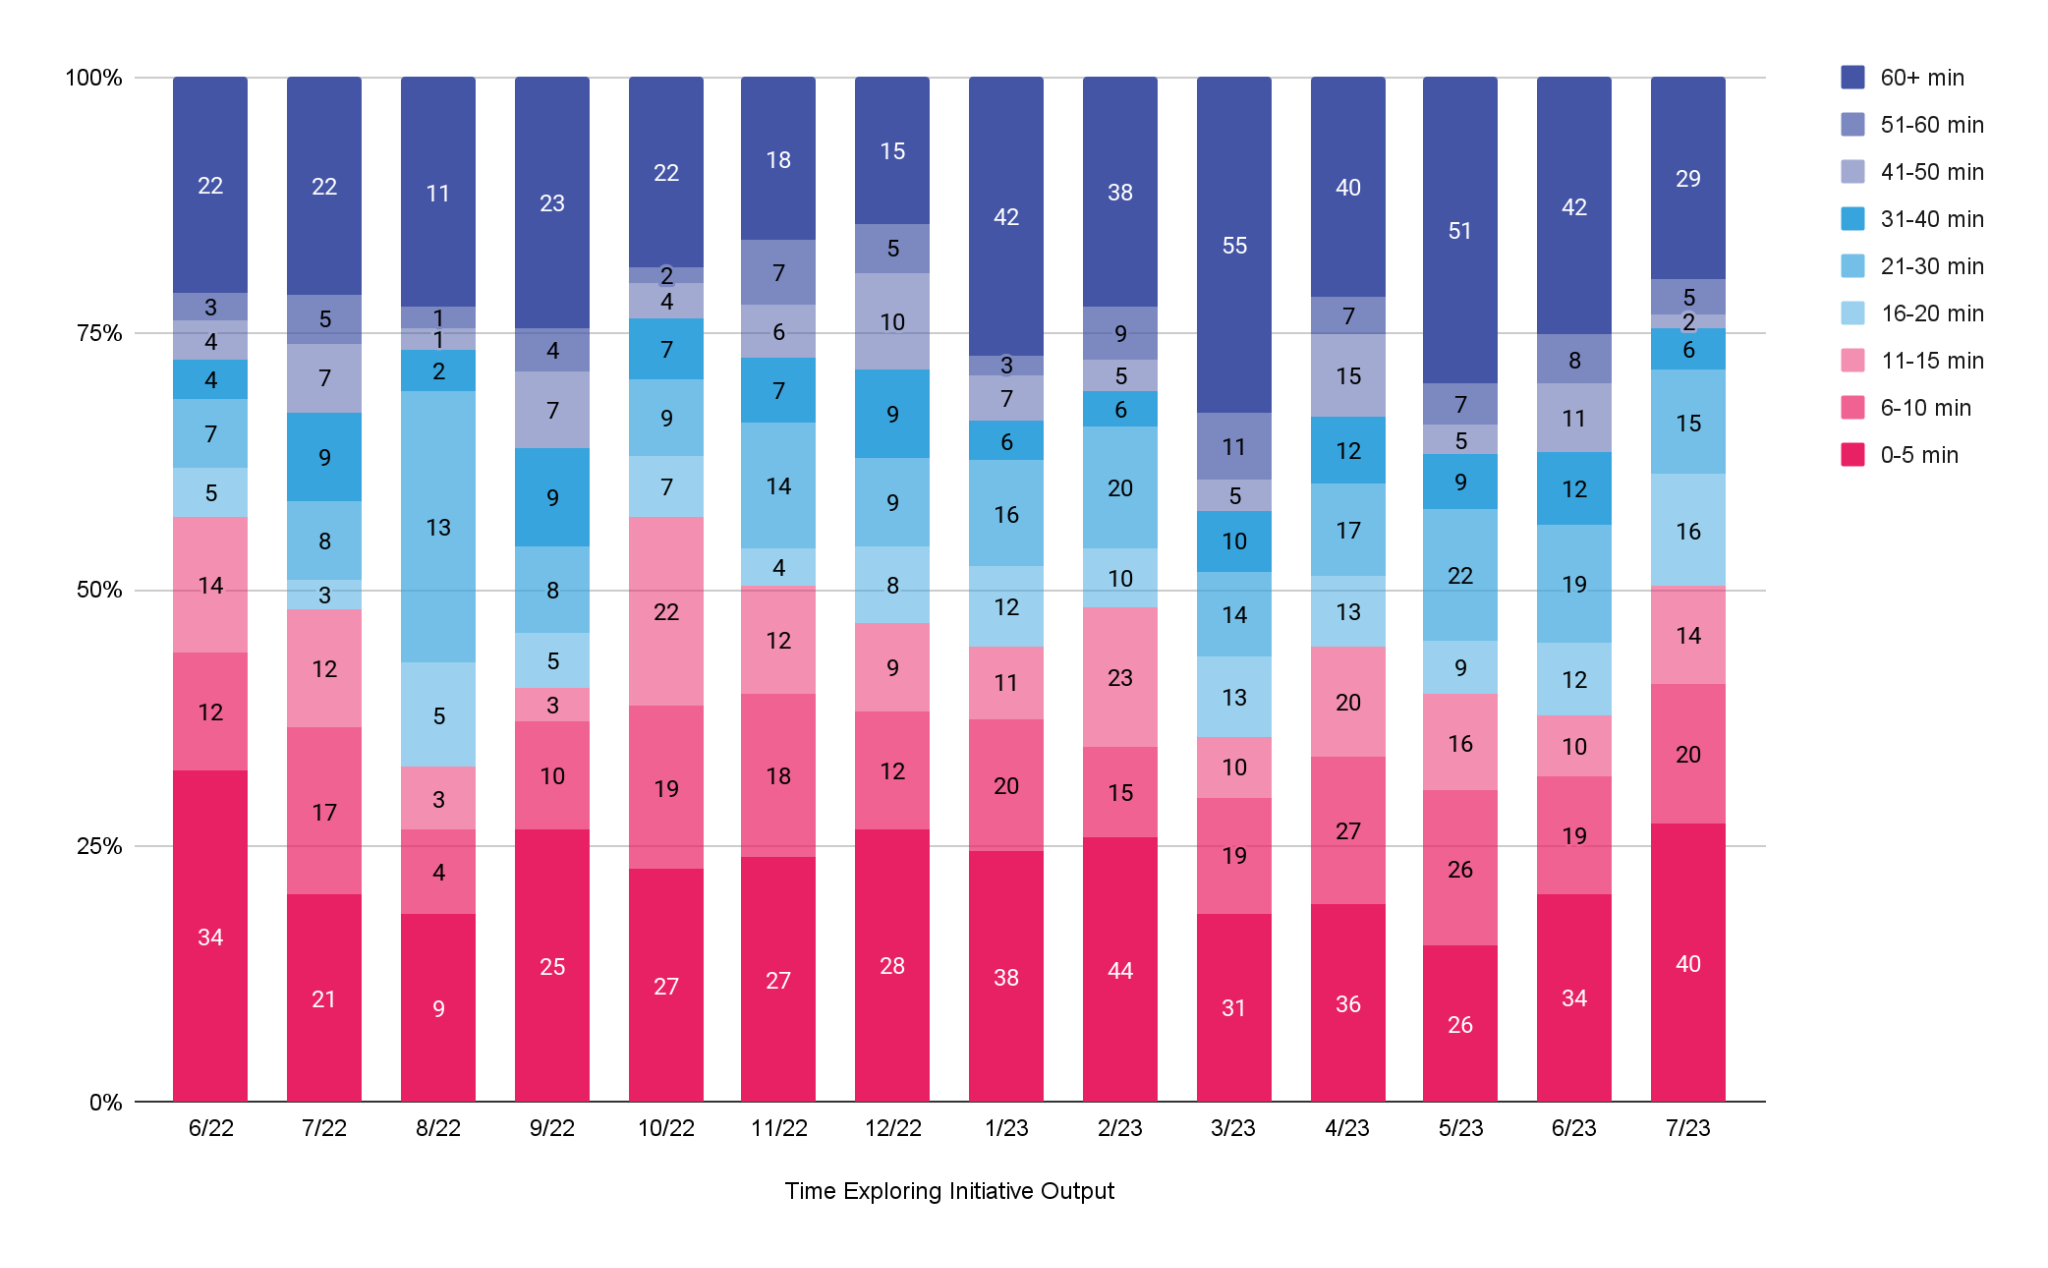 100%
75%
50%
25%
0%
22 3 4 4 7 5 14 12 34
22 5 7 9 8 3 12 17 21
11 1 1 2 13 5 3 4 9
23 4 7 9 8 5 3 10 25
22 2 4 7 9 7 22 19 27
18 7 6 7 14 4 12 18 27
15 5 10 9 9 8 9 12 28
42 3 7 6 16 12 11 20 38
38 9 5 6 20 10 23 15 44
55 11 5 10 14 13 10 19 31
40 7 15 12 17 13 20 27 36
51 7 5 9 22 9 16 26 26
42 8 11 12 19 12 10 19 34
29 5 2 6 15 16 14 20 40
6/22 7/22 8/22 9/22 10/22 11/22 12/22 1/23 2/23 3/23 4/23 5/23 6/23 7/23
Time Exploring Initiative Output
60+ min
51-60 min
41-50 min
31-40 min
21-30 min
16-20 min
11-15 min
6-10 min
0-5 min